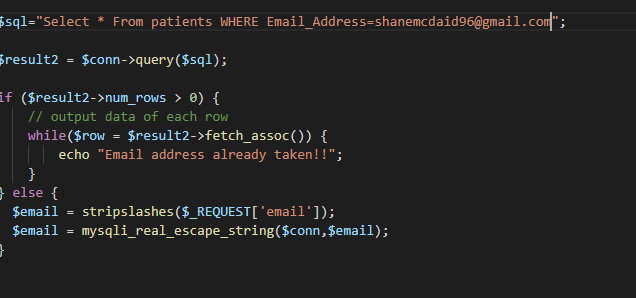 $sql="Select * From patients WHERE Email_Address=shanemcdaid96@gmail.com";
$result2 = $conn->query($sql);
if ($result2->num_rows > 0) {
// output data of each row
while($row = $result2->fetch_assoc()) {
echo "Email address already taken!!";
}
} else {
$email = stripslashes($_REQUEST['email']);
$email = mysqli_real_escape_string($conn,$email);
}